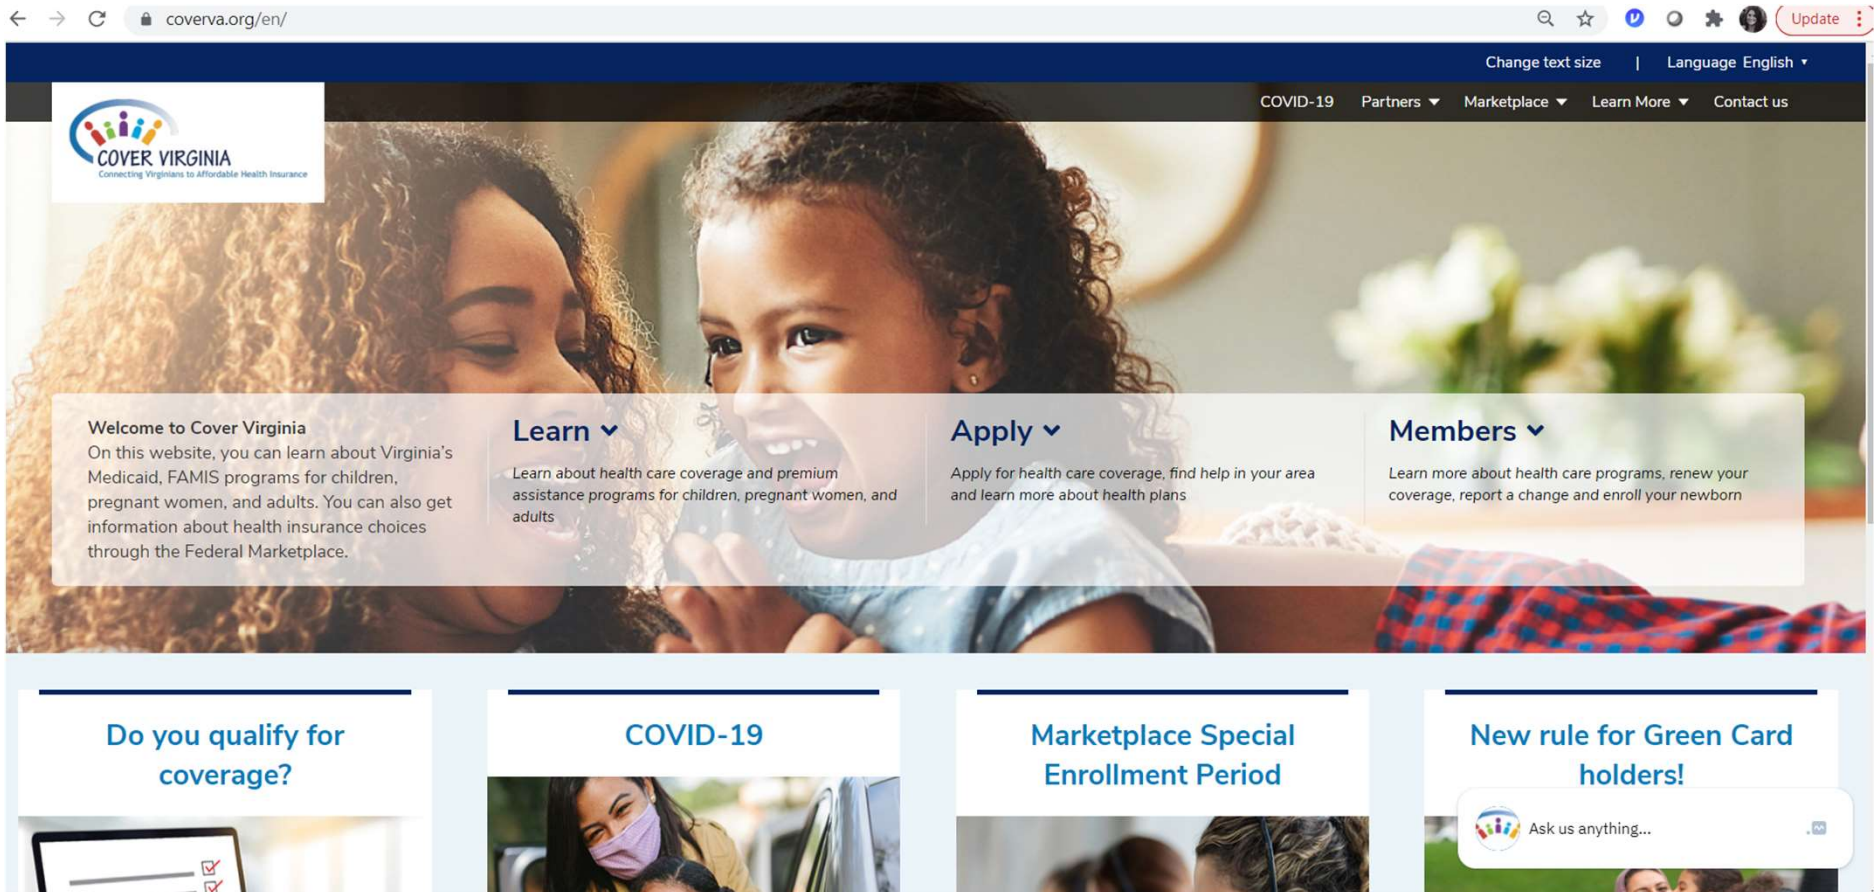 coverva.org/en/
Update
Change text size | Language English
COVID-19 Partners Marketplace Learn More Contact us
COVER VIRGINIA
Connecting Virginians to Affordable Health Insurance
Welcome to Cover Virginia
On this website, you can learn about Virginia's
Medicaid, FAMIS programs for children,
pregnant women, and adults. You can also get
information about health insurance choices
through the Federal Marketplace.
Learn
Learn about health care coverage and premium
assistance programs for children, pregnant women, and
adults
Apply
Apply for health care coverage, find help in your area
and learn more about health plans
Members
Learn more about health care programs, renew your
coverage, report a change and enroll your newborn
Do you qualify for
coverage?
COVID-19
Marketplace Special
Enrollment Period
New rule for Green Card
holders!
Ask us anything...